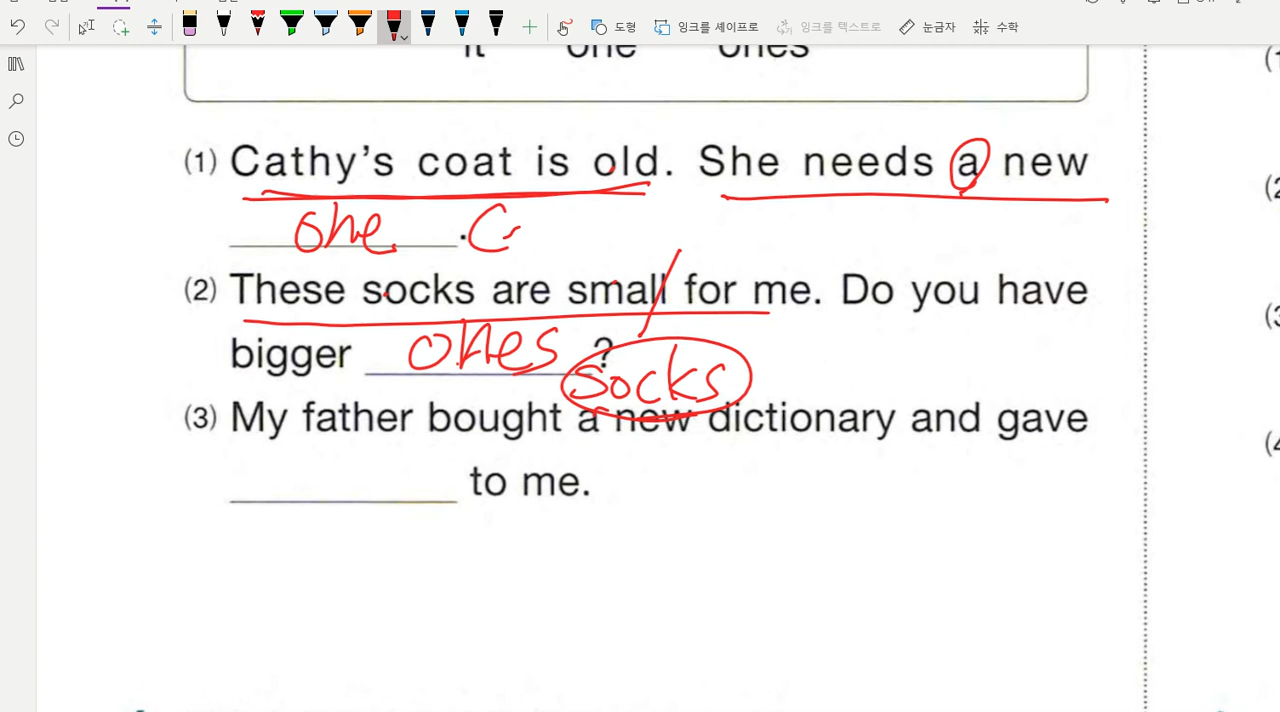 도형 잉크를 셰이프로 잉크를 텍스트로 눈금자 수학
it one ones
(1) Cathy's coat is old. She needs a new
one.
(2) These socks are small for me. Do you have
bigger ones ?
socks
(3) My father bought a new dictionary and gave
to me.